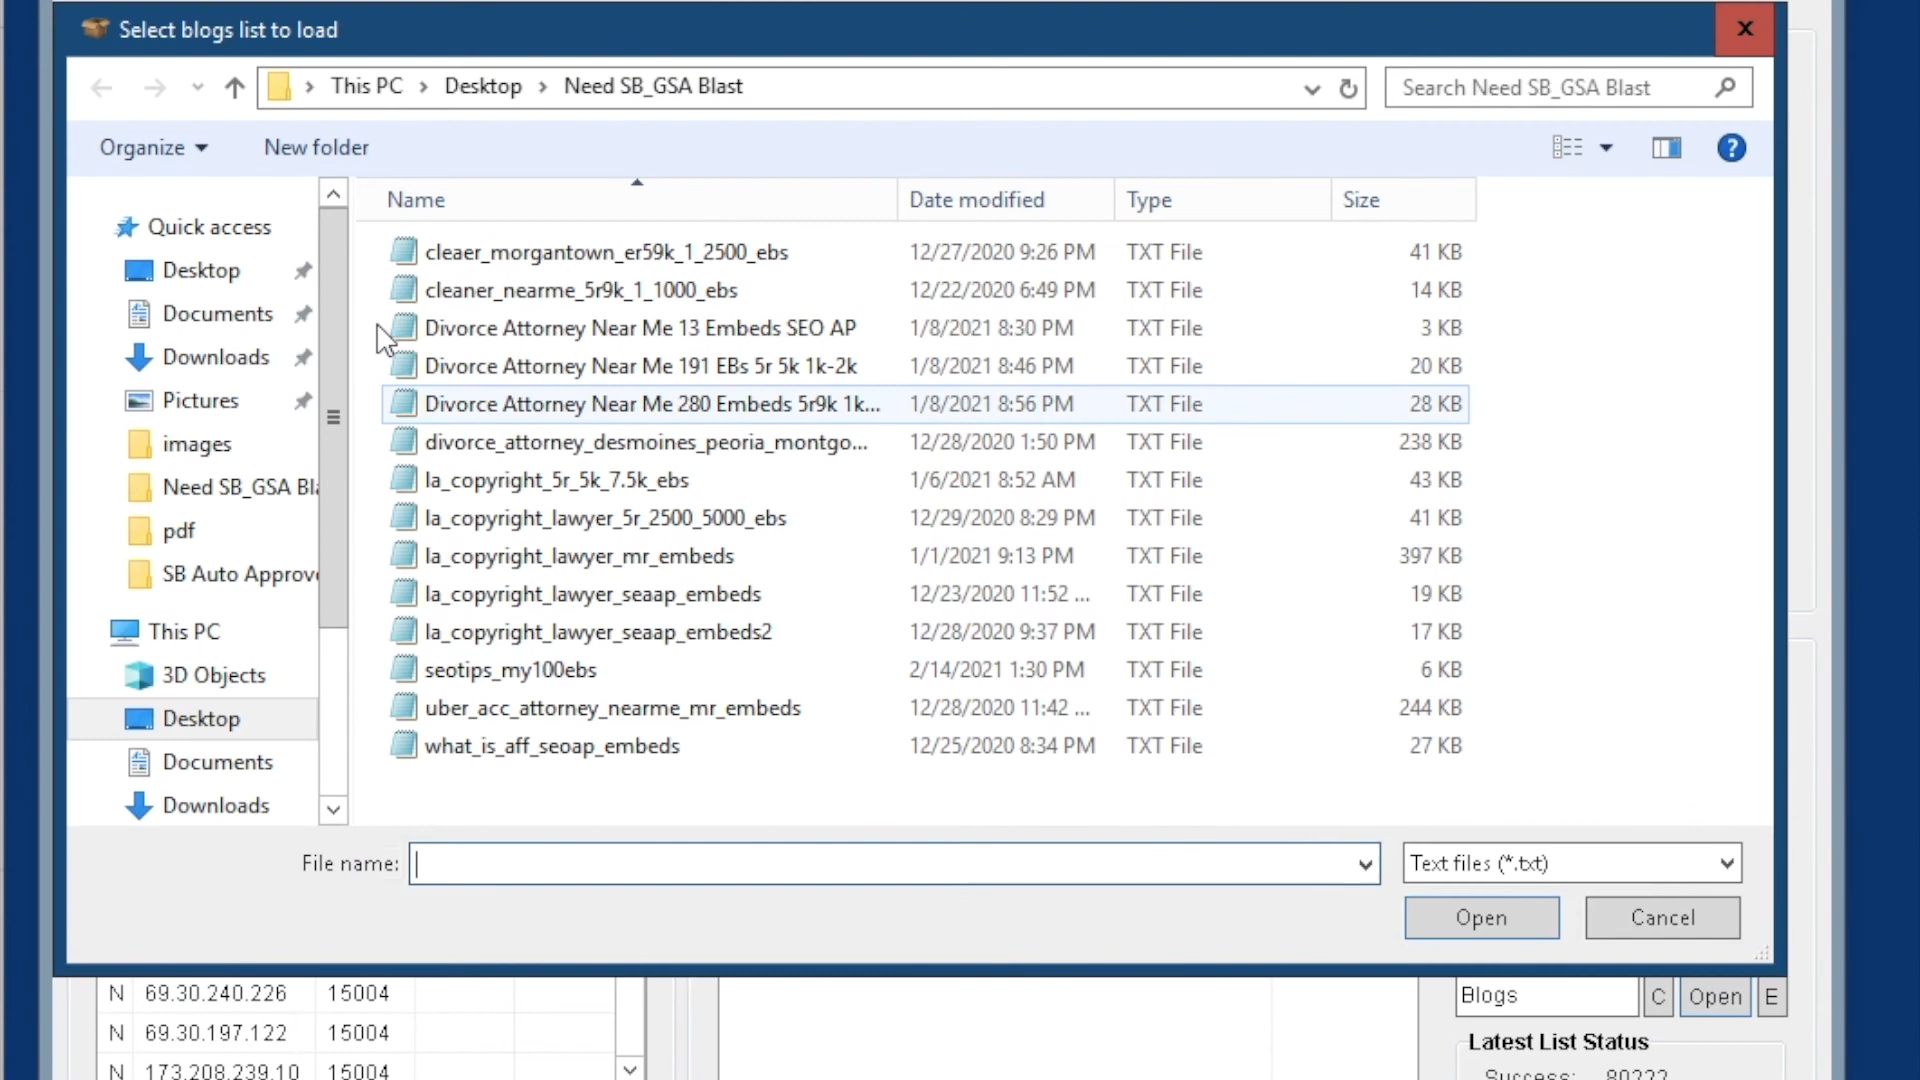 Select blogs list to load
X
This PC > Desktop > Need SB_GSA Blast
Search Need SB_GSA Blast
Organize
New folder
?
Name Date modified Type Size
Quick access
Desktop
Documents
Downloads
Pictures
images
Need SB_GSA Bla
pdf
SB Auto Approve
This PC
3D Objects
Desktop
Documents
Downloads
cleaer_morgantown_er59k_1_2500_ebs 12/27/2020 9:26 PM TXT File 41 KB
cleaner_nearme_5r9k_1_1000_ebs 12/22/2020 6:49 PM TXT File 14 KB
Divorce Attorney Near Me 13 Embeds SEO AP 1/8/2021 8:30 PM TXT File 3 KB
Divorce Attorney Near Me 191 EBs 5r 5k 1k-2k 1/8/2021 8:46 PM TXT File 20 KB
Divorce Attorney Near Me 280 Embeds 5r9k 1k... 1/8/2021 8:56 PM TXT File 28 KB
divorce_attorney_desmoines_peoria_montgo... 12/28/2020 1:50 PM TXT File 238 KB
la_copyright_5r_5k_7.5k_ebs 1/6/2021 8:52 AM TXT File 43 KB
la_copyright_lawyer_5r_2500_5000_ebs 12/29/2020 8:29 PM TXT File 41 KB
la_copyright_lawyer_mr_embeds 1/1/2021 9:13 PM TXT File 397 KB
la_copyright_lawyer_seaap_embeds 12/23/2020 11:52 ... TXT File 19 KB
la_copyright_lawyer_seaap_embeds2 12/28/2020 9:37 PM TXT File 17 KB
seotips_my100ebs 2/14/2021 1:30 PM TXT File 6 KB
uber_acc_attorney_nearme_mr_embeds 12/28/2020 11:42 ... TXT File 244 KB
what_is_aff_seoap_embeds 12/25/2020 8:34 PM TXT File 27 KB
File name:
Text files (*.txt)
Open
Cancel
N 69.30.240.226 15004
N 69.30.197.122 15004
N 173.208.239.10 15004
Blogs C Open E
Latest List Status
Success: 80222